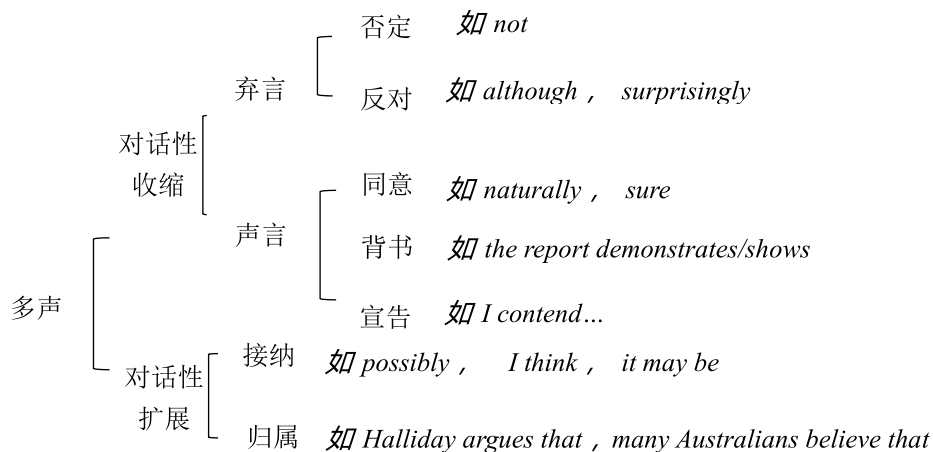 否定 如 not
弃言
反对 如 although ， surprisingly
对话性
收缩
同意 如 naturally ， sure
声言
背书 如 the report demonstrates/shows
多声
宣告 如 I contend…
接纳 如 possibly ， I think ， it may be
对话性
扩展
归属 如 Halliday argues that ，many Australians believe that